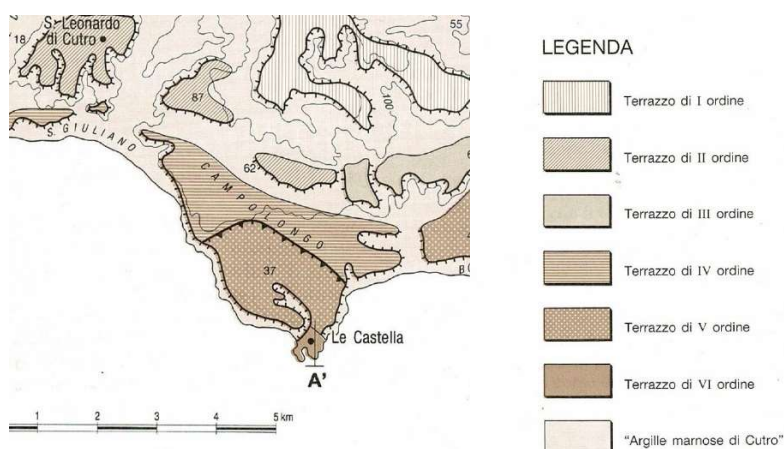 S. Leonardo
di Cutro
18
55
87
100
S. GIULIANO
62
CAMPOLONGO
37
Le Castella
A'
1 2 3 4 5 km
LEGENDA
Terrazzo di I ordine
Terrazzo di II ordine
Terrazzo di III ordine
Terrazzo di IV ordine
Terrazzo di V ordine
Terrazzo di VI ordine
"Argille marnose di Cutro"